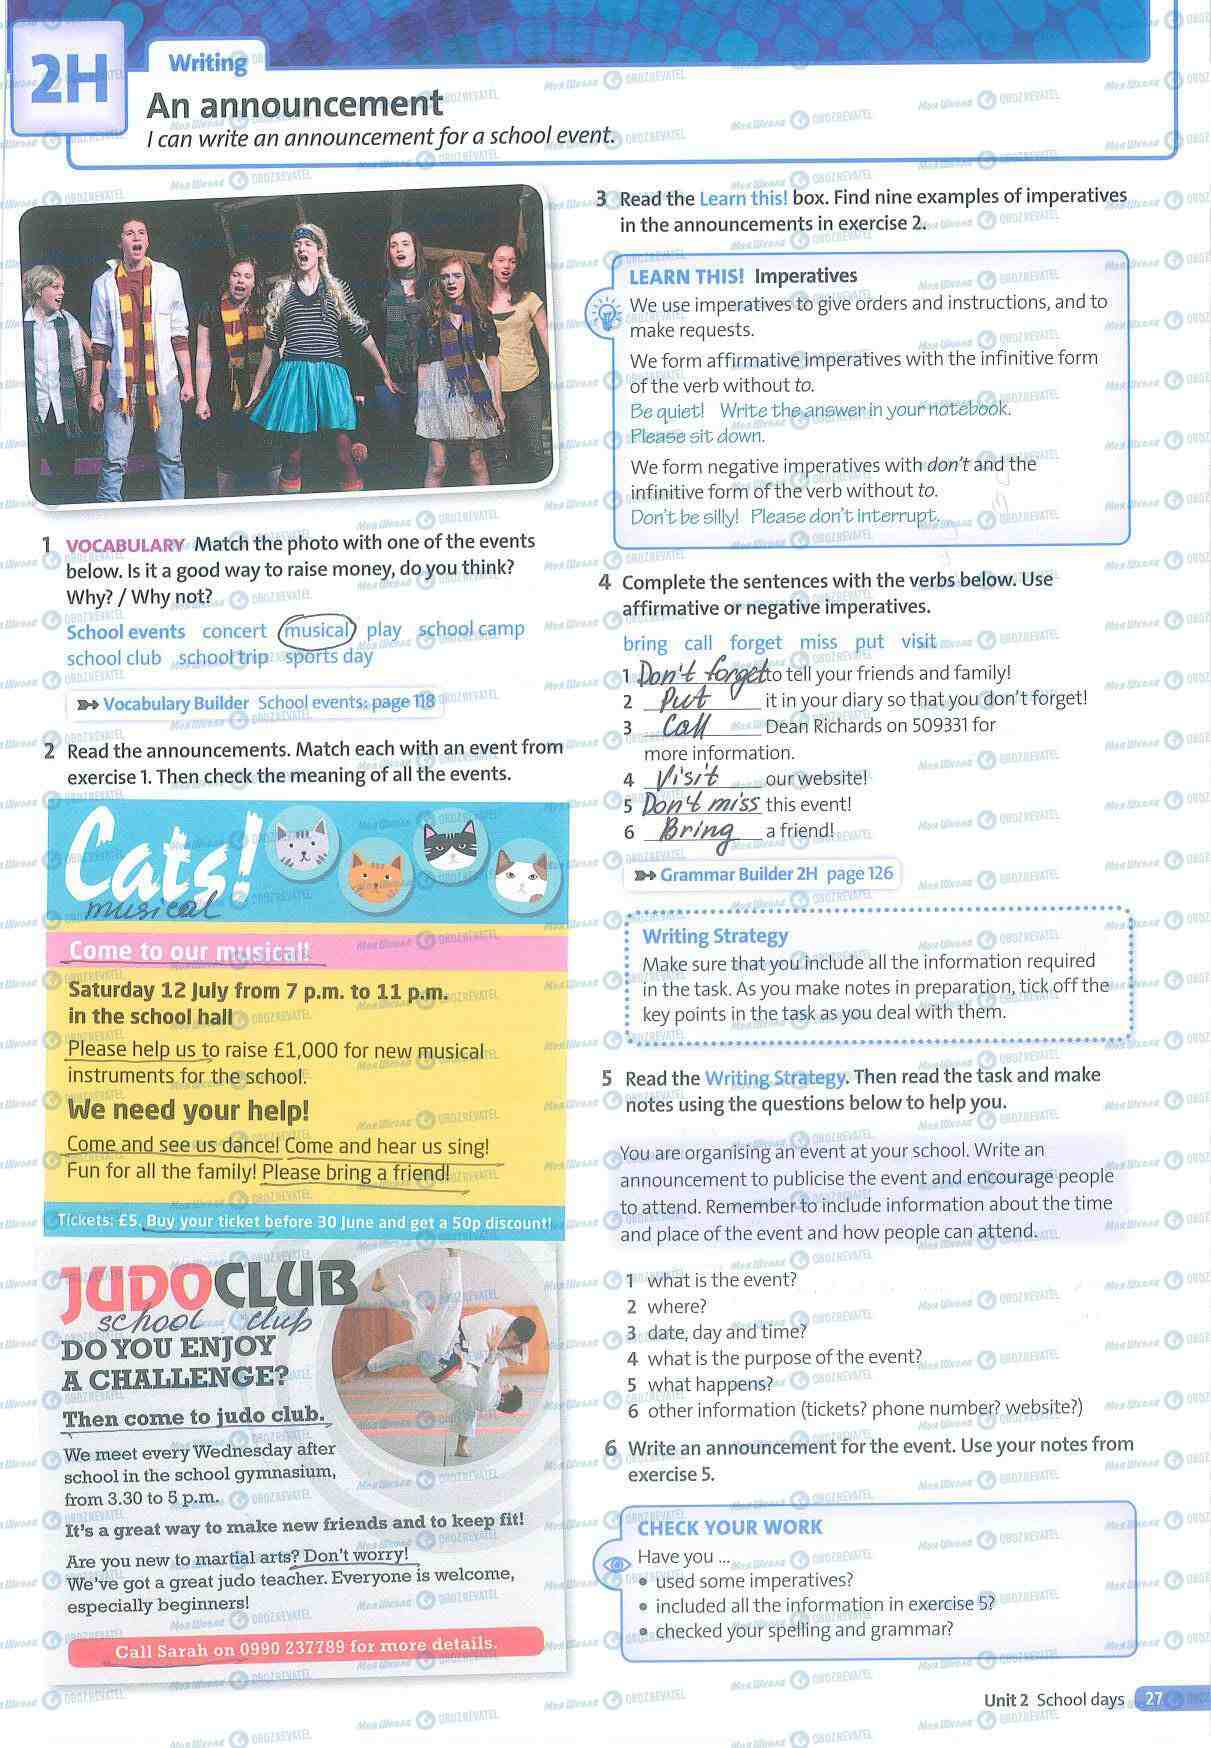 2H
Writing
An announcement
I can write an announcement for a school event.
1 VOCABULARY Match the photo with one of the events
below. Is it a good way to raise money, do you think?
Why? / Why not?
School events concert musical play school camp
school club school trip sports day
Vocabulary Builder School events: page 118
2 Read the announcements. Match each with an event from
exercise 1. Then check the meaning of all the events.
Cats!
musical
Come to our musical!
Saturday 12 July from 7 p.m. to 11 p.m.
in the school hall
Please help us to raise £1,000 for new musical
instruments for the school.
We need your help!
Come and see us dance! Come and hear us sing!
Fun for all the family! Please bring a friend!
Tickets: £5. Buy your ticket before 30 June and get a 50p discount!
JUDO CLUB
school club
DO YOU ENJOY
A CHALLENGE?
Then come to judo club.
We meet every Wednesday after
school in the school gymnasium,
from 3.30 to 5 p.m.
It's a great way to make new friends and to keep fit!
Are you new to martial arts? Don't worry!
We've got a great judo teacher. Everyone is welcome,
especially beginners!
Call Sarah on 0990 237789 for more details.
3 Read the Learn this! box. Find nine examples of imperatives
in the announcements in exercise 2.
LEARN THIS! Imperatives
We use imperatives to give orders and instructions, and to
make requests.
We form affirmative imperatives with the infinitive form
of the verb without to.
Be quiet! Write the answer in your notebook.
Please sit down.
We form negative imperatives with don't and the
infinitive form of the verb without to.
Don't be silly! Please don't interrupt.
4 Complete the sentences with the verbs below. Use
affirmative or negative imperatives.
bring call forget miss put visit
1 Don't forget to tell your friends and family!
2 Put it in your diary so that you don't forget!
3 Call Dean Richards on 509331 for
more information.
4 Visit our website!
5 Don't miss this event!
6 Bring a friend!
Grammar Builder 2H page 126
Writing Strategy
Make sure that you include all the information required
in the task. As you make notes in preparation, tick off the
key points in the task as you deal with them.
5 Read the Writing Strategy. Then read the task and make
notes using the questions below to help you.
You are organising an event at your school. Write an
announcement to publicise the event and encourage people
to attend. Remember to include information about the time
and place of the event and how people can attend.
1 what is the event?
2 where?
3 date, day and time?
4 what is the purpose of the event?
5 what happens?
6 other information (tickets? phone number? website?)
6 Write an announcement for the event. Use your notes from
exercise 5.
CHECK YOUR WORK
Have you ...
• used some imperatives?
• included all the information in exercise 5?
• checked your spelling and grammar?
Unit 2 School days 27